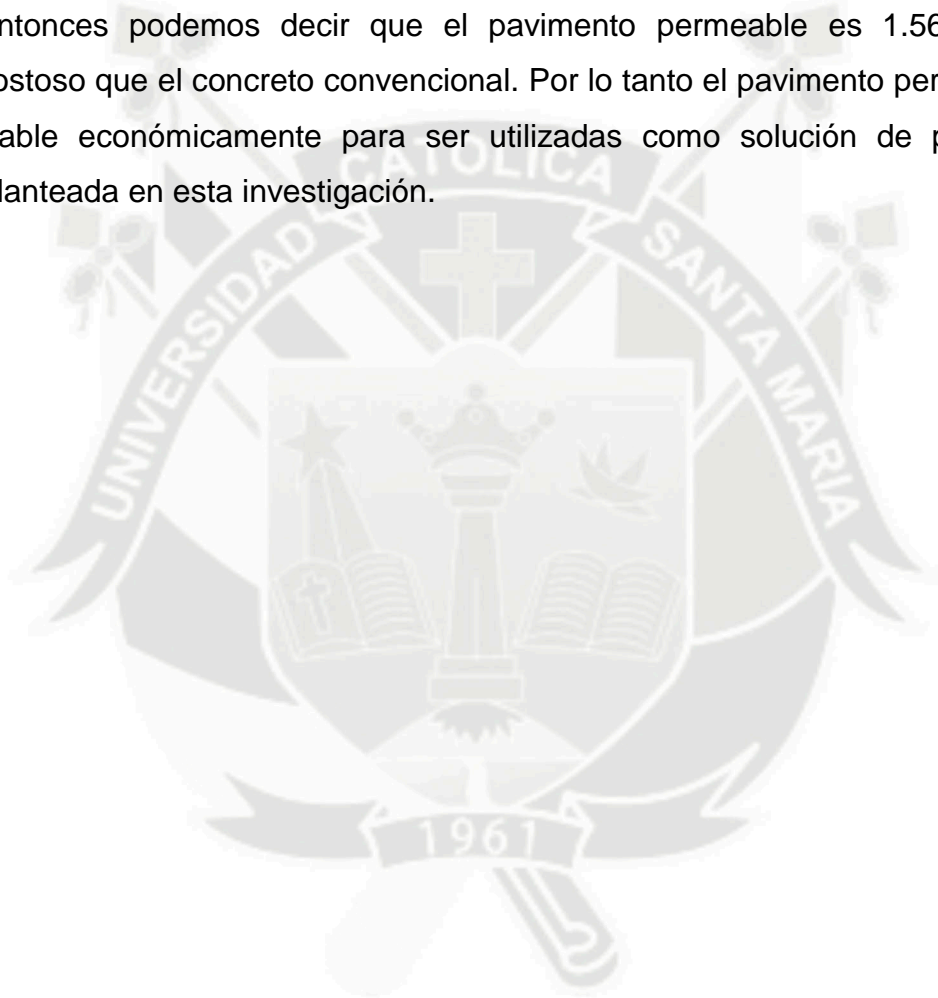 ntonces podemos decir que el pavimento permeable es 1.56
ostoso que el concreto convencional. Por lo tanto el pavimento per
able económicamente para ser utilizadas como solución de p
lanteada en esta investigación.
CATOLICA
UNIVERSIDAD
SANTA MARIA
1961